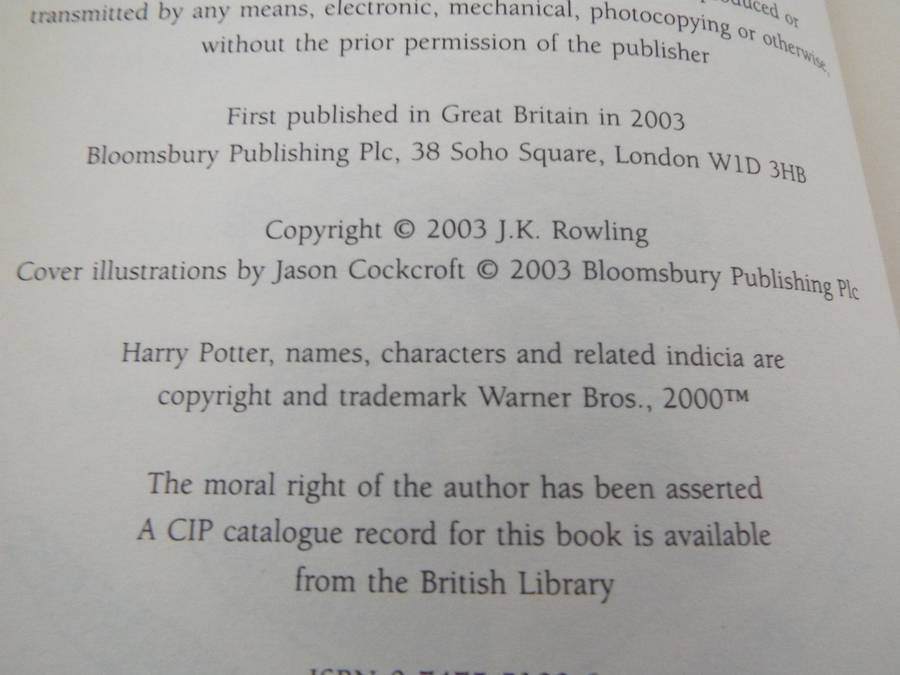 transmitted by any means, electronic, mechanical, photocopying or otherwise,
without the prior permission of the publisher
First published in Great Britain in 2003
Bloomsbury Publishing Plc, 38 Soho Square, London W1D 3HB
Copyright © 2003 J.K. Rowling
Cover illustrations by Jason Cockcroft © 2003 Bloomsbury Publishing Plc
Harry Potter, names, characters and related indicia are
copyright and trademark Warner Bros., 2000™
The moral right of the author has been asserted
A CIP catalogue record for this book is available
from the British Library